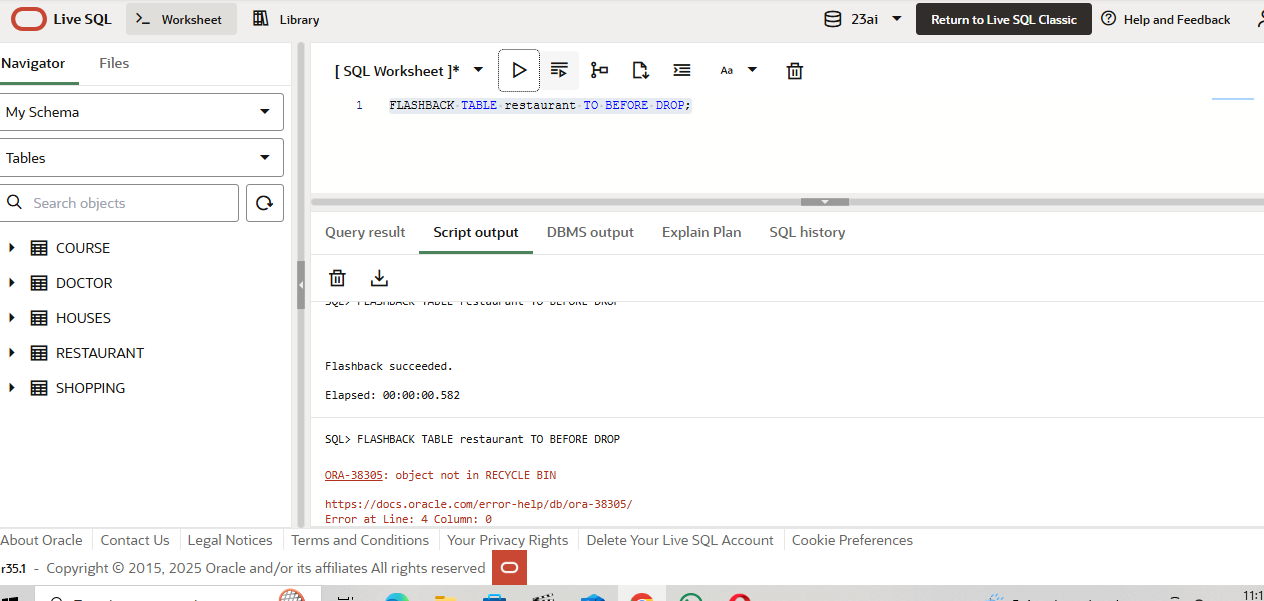 Live SQL
Worksheet
Library
23ai
Return to Live SQL Classic
Help and Feedback
Navigator
Files
My Schema
Tables
Search objects
COURSE
DOCTOR
HOUSES
RESTAURANT
SHOPPING
[ SQL Worksheet ]*
Aa
1 FLASHBACK TABLE restaurant TO BEFORE DROP;
Query result
Script output
DBMS output
Explain Plan
SQL history
SQL> FLASHBACK TABLE restaurant TO BEFORE DROP
Flashback succeeded.
Elapsed: 00:00:00.582
SQL> FLASHBACK TABLE restaurant TO BEFORE DROP
ORA-38305: object not in RECYCLE BIN
https://docs.oracle.com/error-help/db/ora-38305/
Error at Line: 4 Column: 0
About Oracle
Contact Us
Legal Notices
Terms and Conditions
Your Privacy Rights
Delete Your Live SQL Account
Cookie Preferences
r35.1 - Copyright © 2015, 2025 Oracle and/or its affiliates All rights reserved